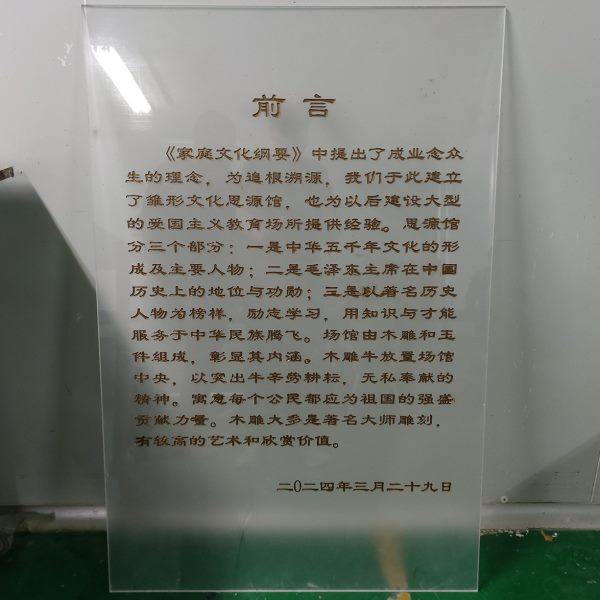 前言
《家庭文化纲要》中提出了成业念众
生的理念，为追根溯源，我们于此建立
了雏形文化思源馆，也为以后建设大型
的爱国主义教育场所提供经验。思源馆
分三个部分：一是中华五千年文化的形
成及主要人物；二是毛泽东主席在中國
历史上的地位与功勋；三是以著名历史
人物为榜样，励志学习，用知识与才能
服务于中华民族腾飞。场馆由木雕和玉
件组成，彰显其内涵。木雕牛放置场馆
中央，以突出牛辛劳耕耘，无私奉献的
精神。寓意每个公民都应为祖国的强盛
贡献力量。木雕大多是著名大师雕刻，
有较高的艺术和欣赏价值。
二〇二四年三月二十九日